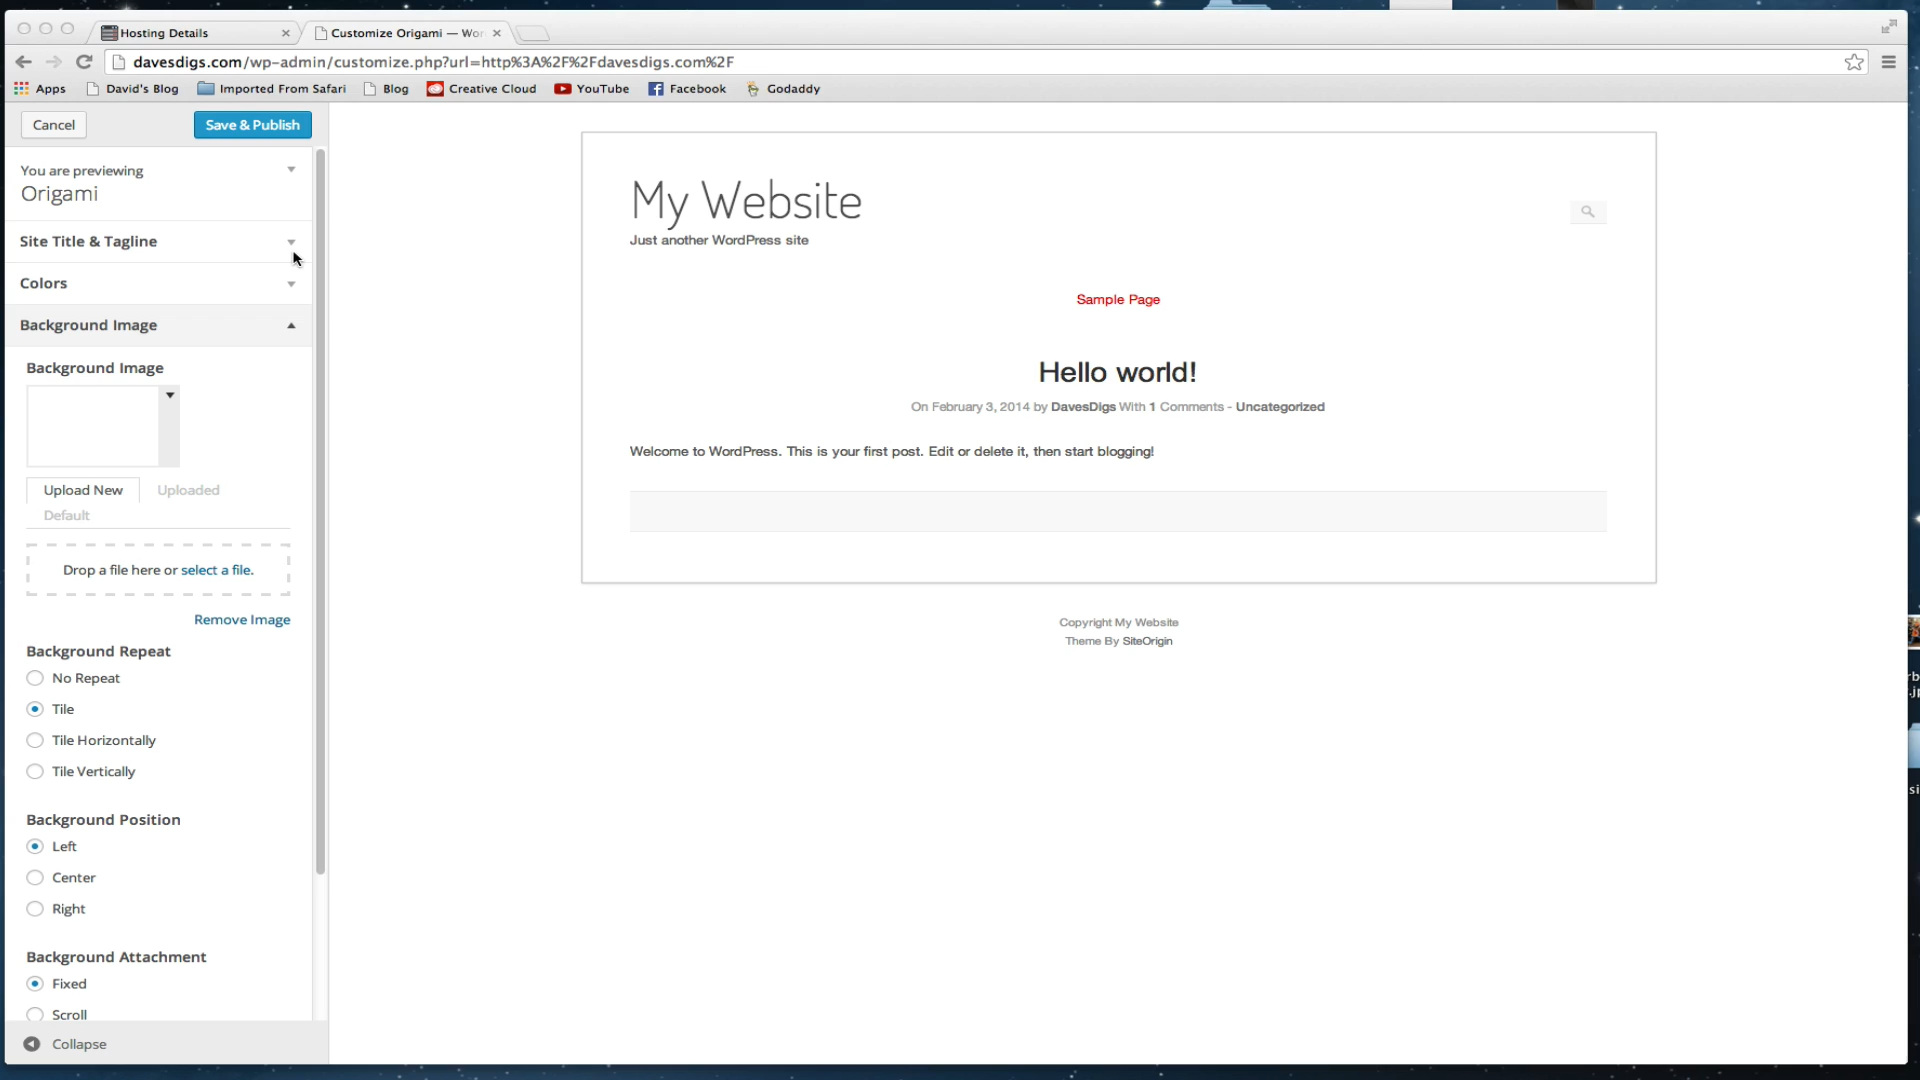 Hosting Details
Customize Origami — Wor
davesdigs.com/wp-admin/customize.php?url=http%3A%2F%2Fdavesdigs.com%2F
Apps David's Blog Imported From Safari Blog Creative Cloud YouTube Facebook Godaddy
Cancel
Save & Publish
You are previewing
Origami
Site Title & Tagline
Colors
Background Image
Background Image
Upload New
Uploaded
Default
Drop a file here or select a file.
Remove Image
Background Repeat
No Repeat
Tile
Tile Horizontally
Tile Vertically
Background Position
Left
Center
Right
Background Attachment
Fixed
Scroll
Collapse
My Website
Just another WordPress site
Sample Page
Hello world!
On February 3, 2014 by DavesDigs With 1 Comments - Uncategorized
Welcome to WordPress. This is your first post. Edit or delete it, then start blogging!
Copyright My Website
Theme By SiteOrigin